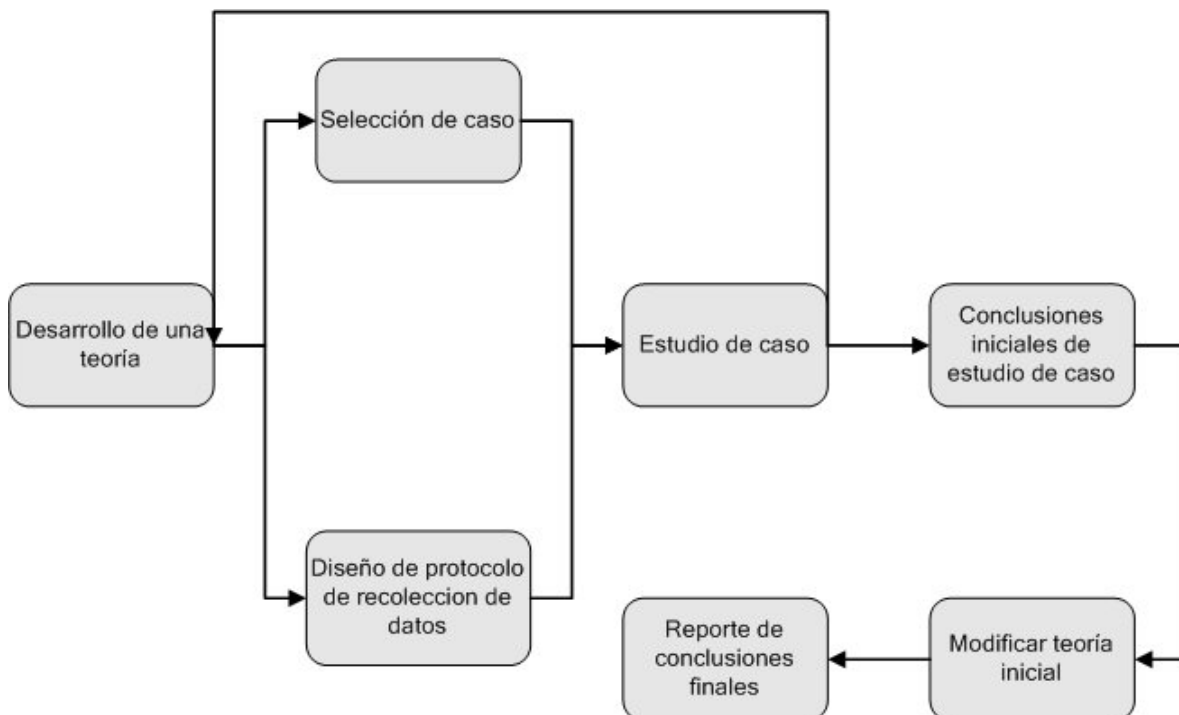 Selección de caso
Desarrollo de una
teoría
Estudio de caso
Conclusiones
iniciales de
estudio de caso
Diseño de protocolo
de recoleccion de
datos
Reporte de
conclusiones
finales
Modificar teoría
inicial